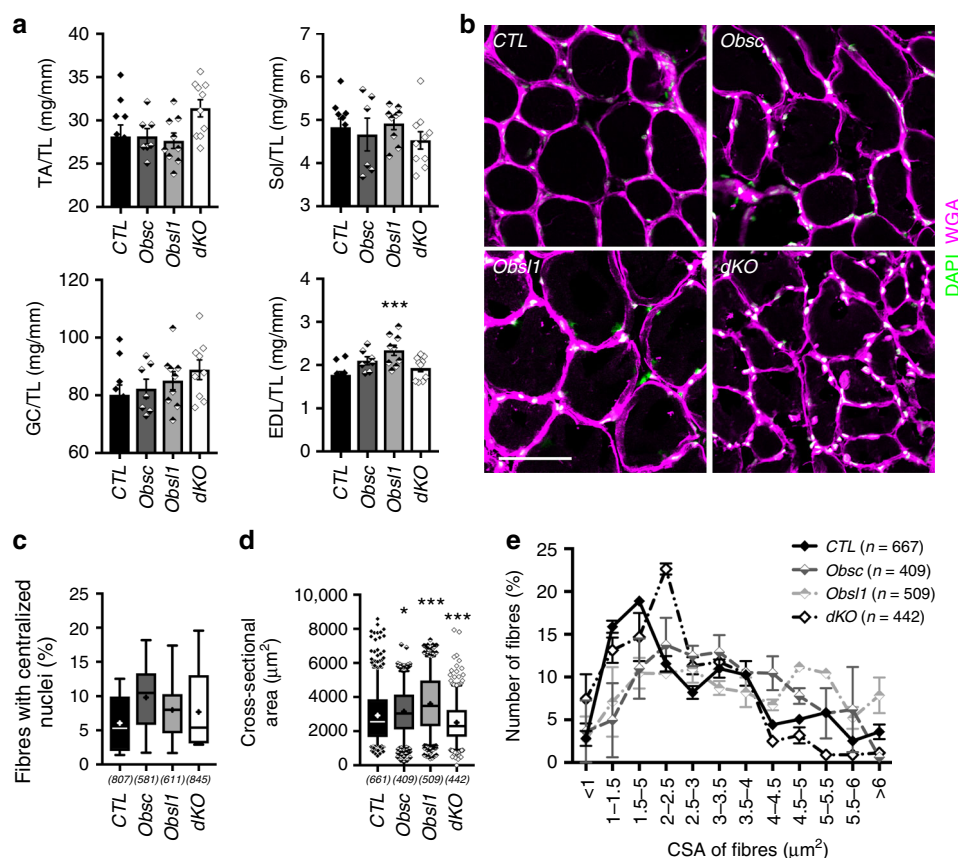 a
TA/TL (mg/mm)
35
30
25
20
CTL
Obsc
Obsl1
dKO
Sol/TL (mg/mm)
7
6
5
4
3
CTL
Obsc
Obsl1
dKO
GC/TL (mg/mm)
120
100
80
60
CTL
Obsc
Obsl1
dKO
EDL/TL (mg/mm)
4
3
2
1
0
***
CTL
Obsc
Obsl1
dKO
b
CTL
Obsc
Obsl1
dKO
DAPI WGA
c
Fibres with centralized
nuclei (%)
25
20
15
10
5
0
(807) (581) (611) (845)
CTL
Obsc
Obsl1
dKO
d
Cross-sectional
area (μm2)
10,000
8000
6000
4000
2000
0
* *** ***
(661) (409) (509) (442)
CTL
Obsc
Obsl1
dKO
e
Number of fibres (%)
25
20
15
10
5
0
CTL (n = 667)
Obsc (n = 409)
Obsl1 (n = 509)
dKO (n = 442)
<1
1–1.5
1.5–5
2–2.5
2.5–3
3–3.5
3.5–4
4–4.5
4.5–5
5–5.5
5.5–6
>6
CSA of fibres (μm2)